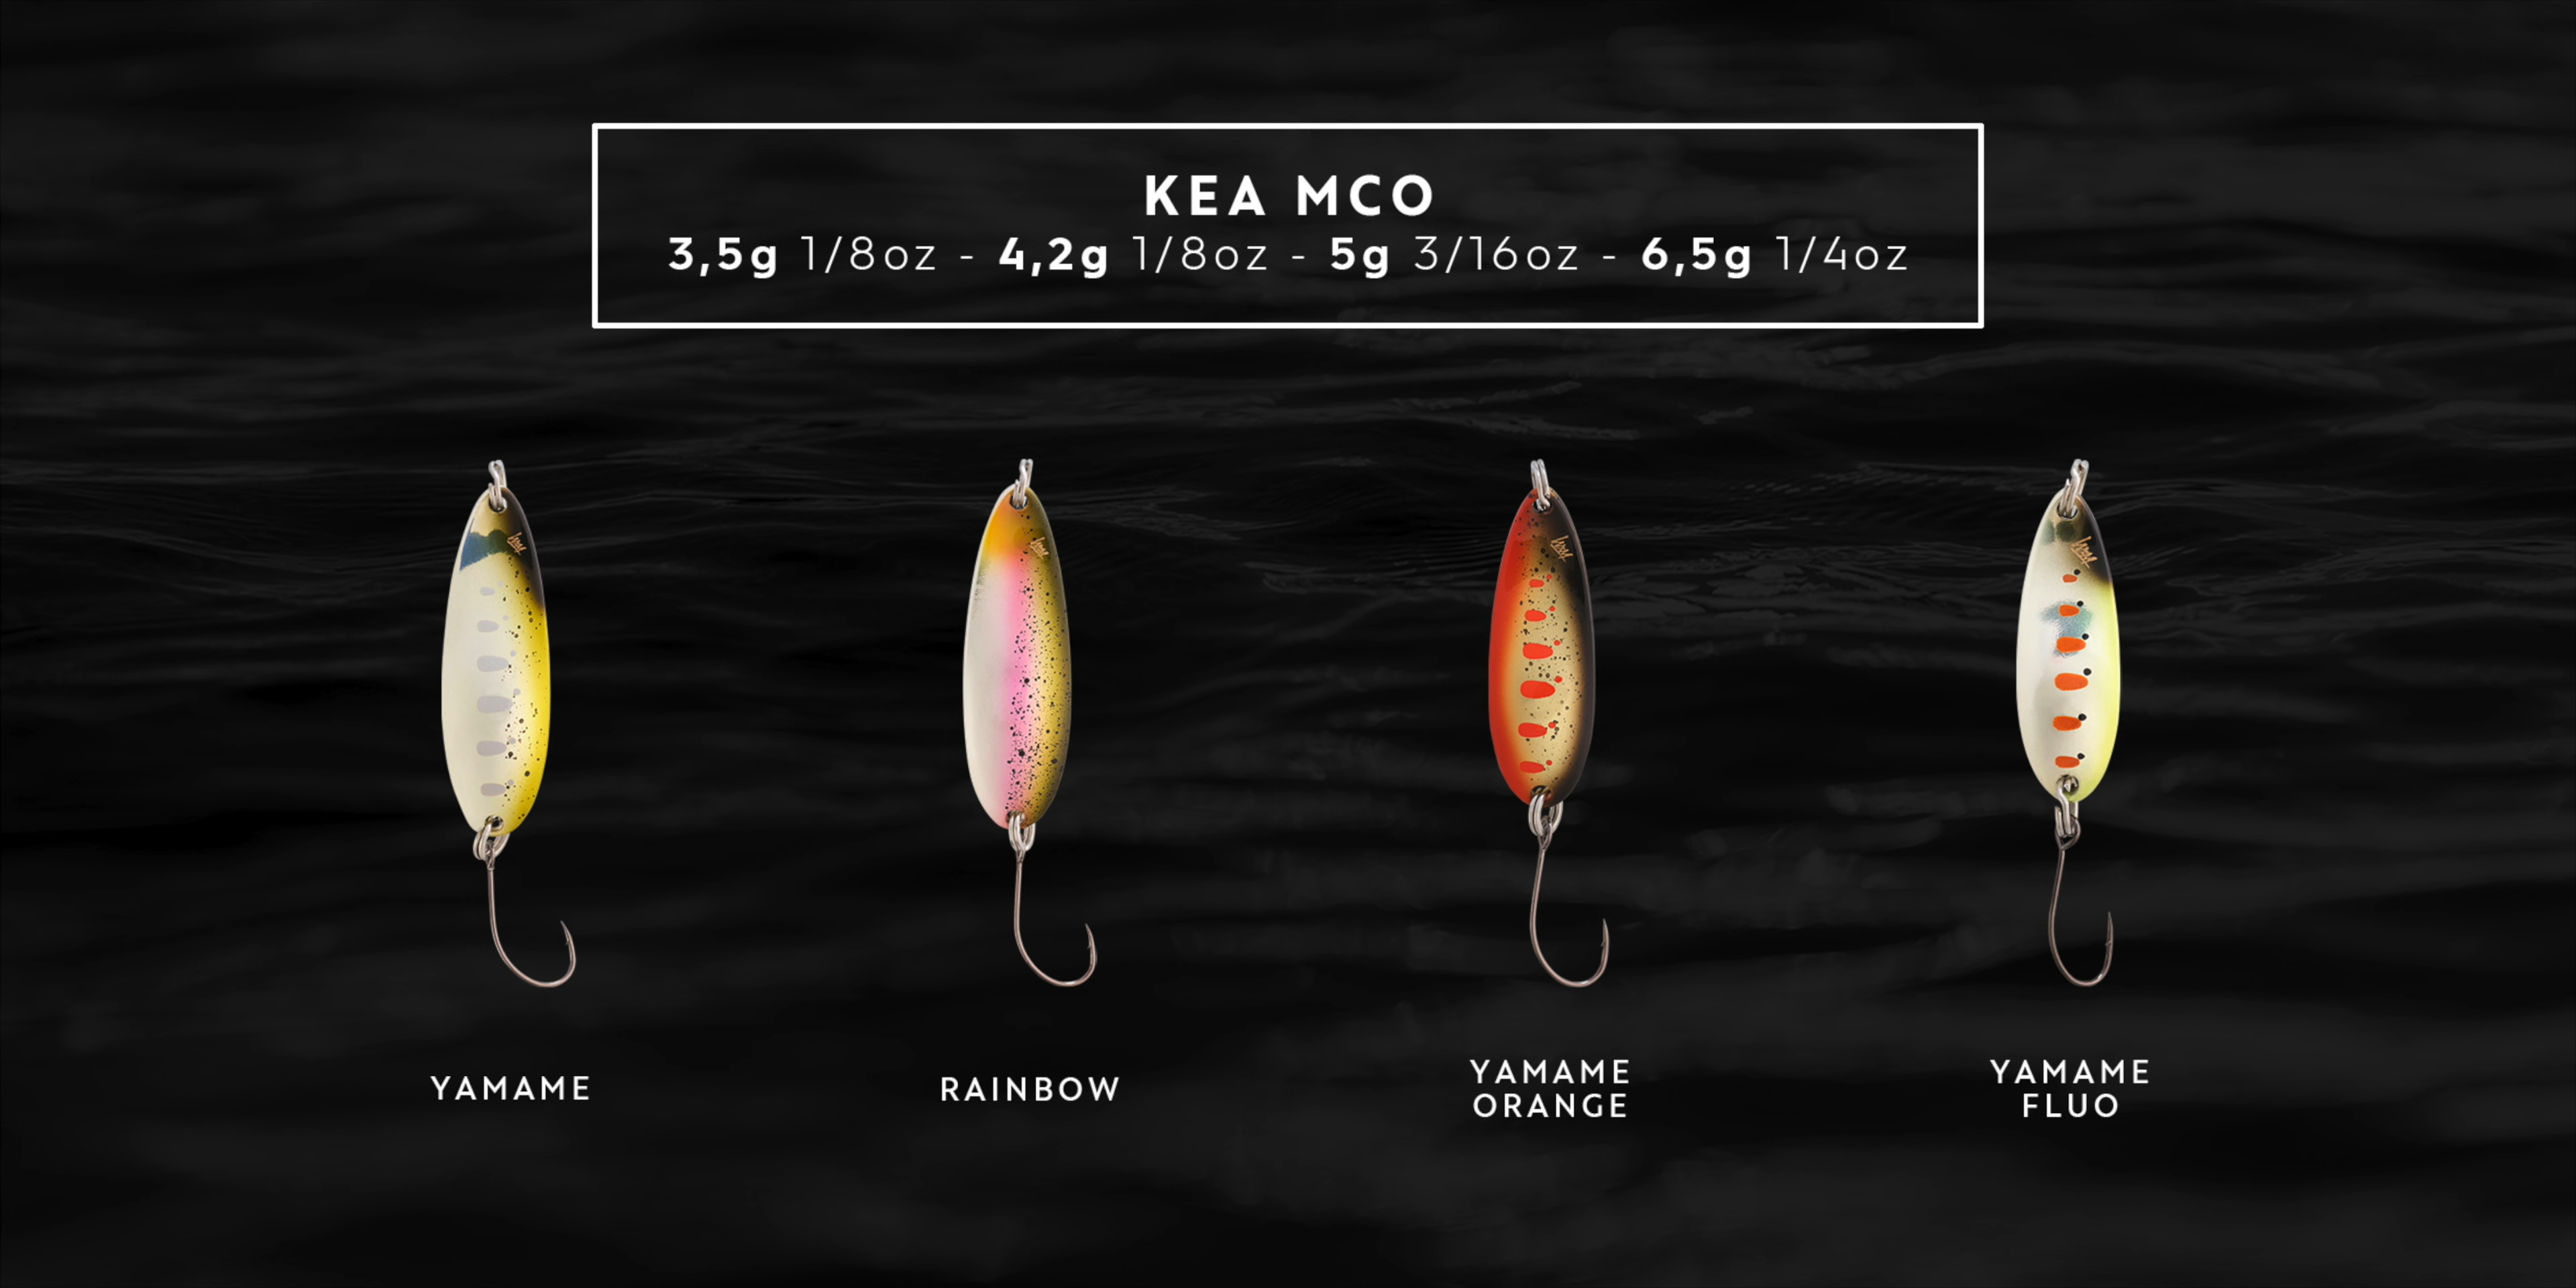 KEA MCO
3,5g 1/8oz - 4,2g 1/8oz - 5g 3/16oz - 6,5g 1/4oz
YAMAME
RAINBOW
YAMAME
ORANGE
YAMAME
FLUO